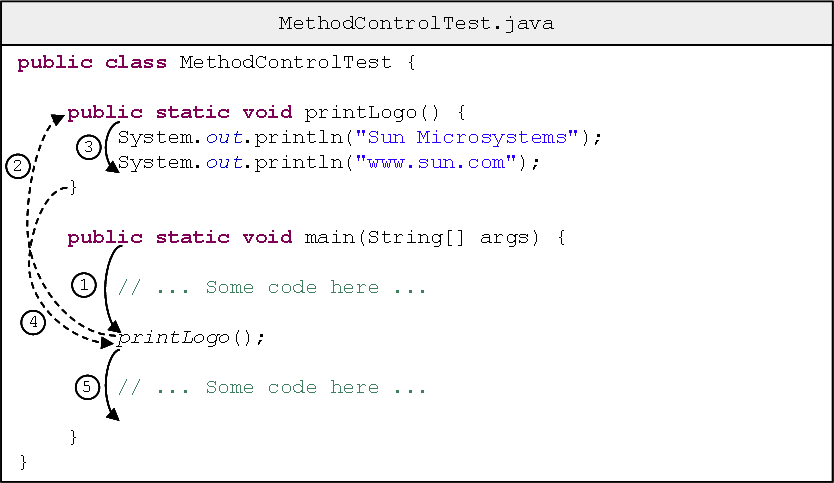 MethodControlTest.java
public class MethodControlTest {
public static void printLogo() {
System.out.println("Sun Microsystems");
System.out.println("www.sun.com");
}
public static void main(String[] args) {
// ... Some code here ...
printLogo();
// ... Some code here ...
}
}
2
3
1
4
5